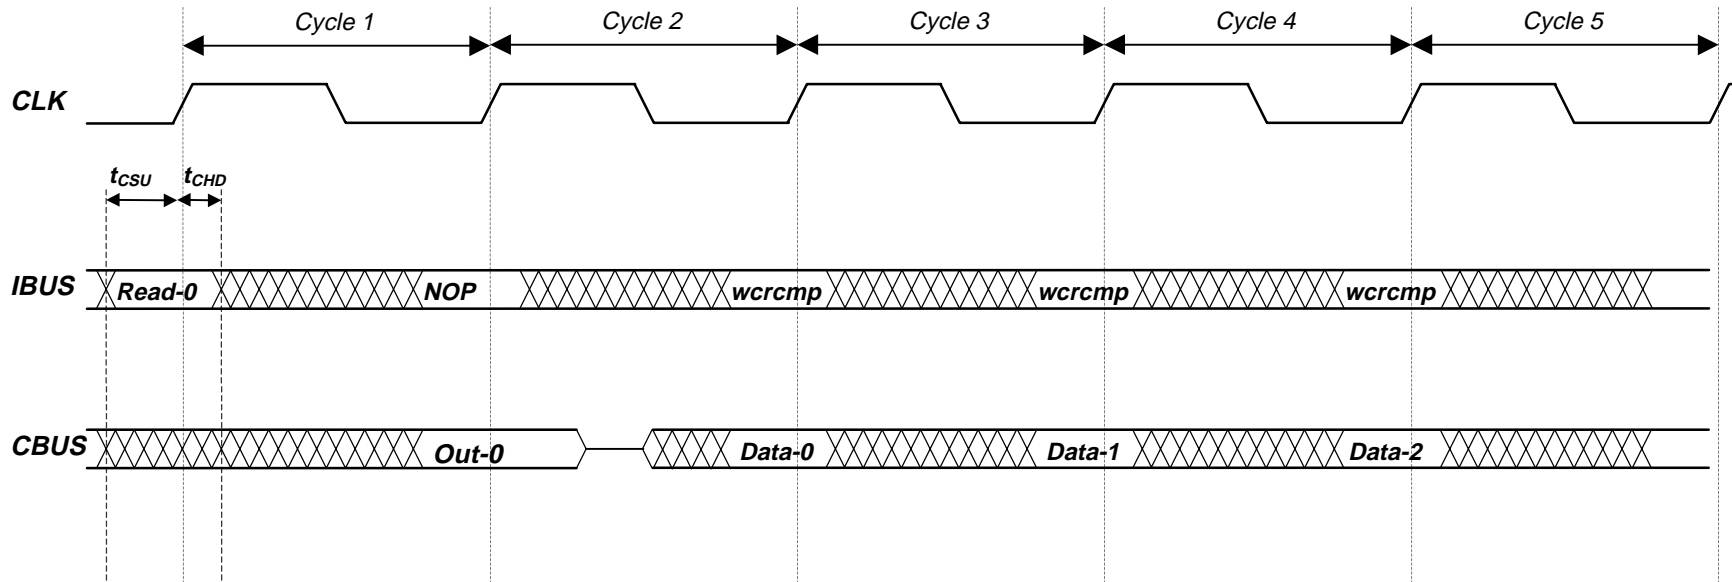 Cycle 1 Cycle 2 Cycle 3 Cycle 4 Cycle 5
CLK
tCSU tCHD
IBUS Read-0 NOP wcrcmp wcrcmp wcrcmp
CBUS Out-0 Data-0 Data-1 Data-2